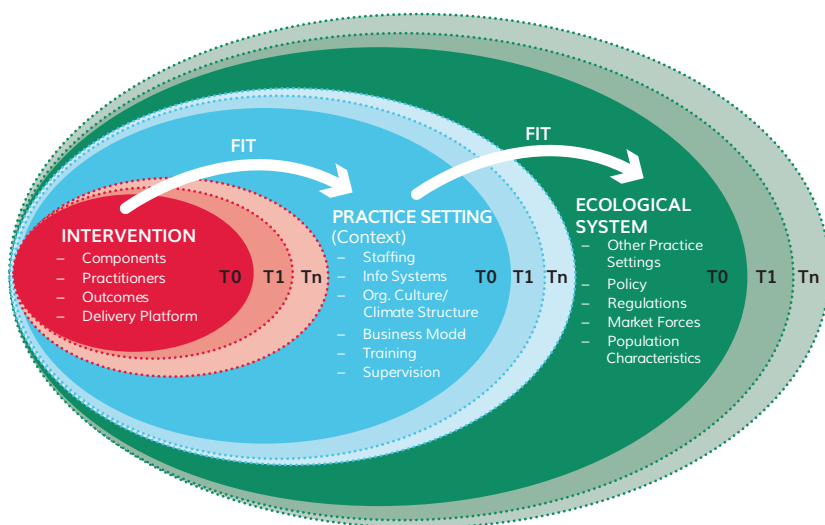 FIT
FIT
INTERVENTION
– Components
– Practitioners
– Outcomes
– Delivery Platform
T0 T1 Tn
PRACTICE SETTING
(Context)
– Staffing
– Info Systems
– Org. Culture/
Climate Structure
– Business Model
– Training
– Supervision
T0 T1 Tn
ECOLOGICAL
SYSTEM
– Other Practice
Settings
– Policy
– Regulations
– Market Forces
– Population
Characteristics
T0 T1 Tn